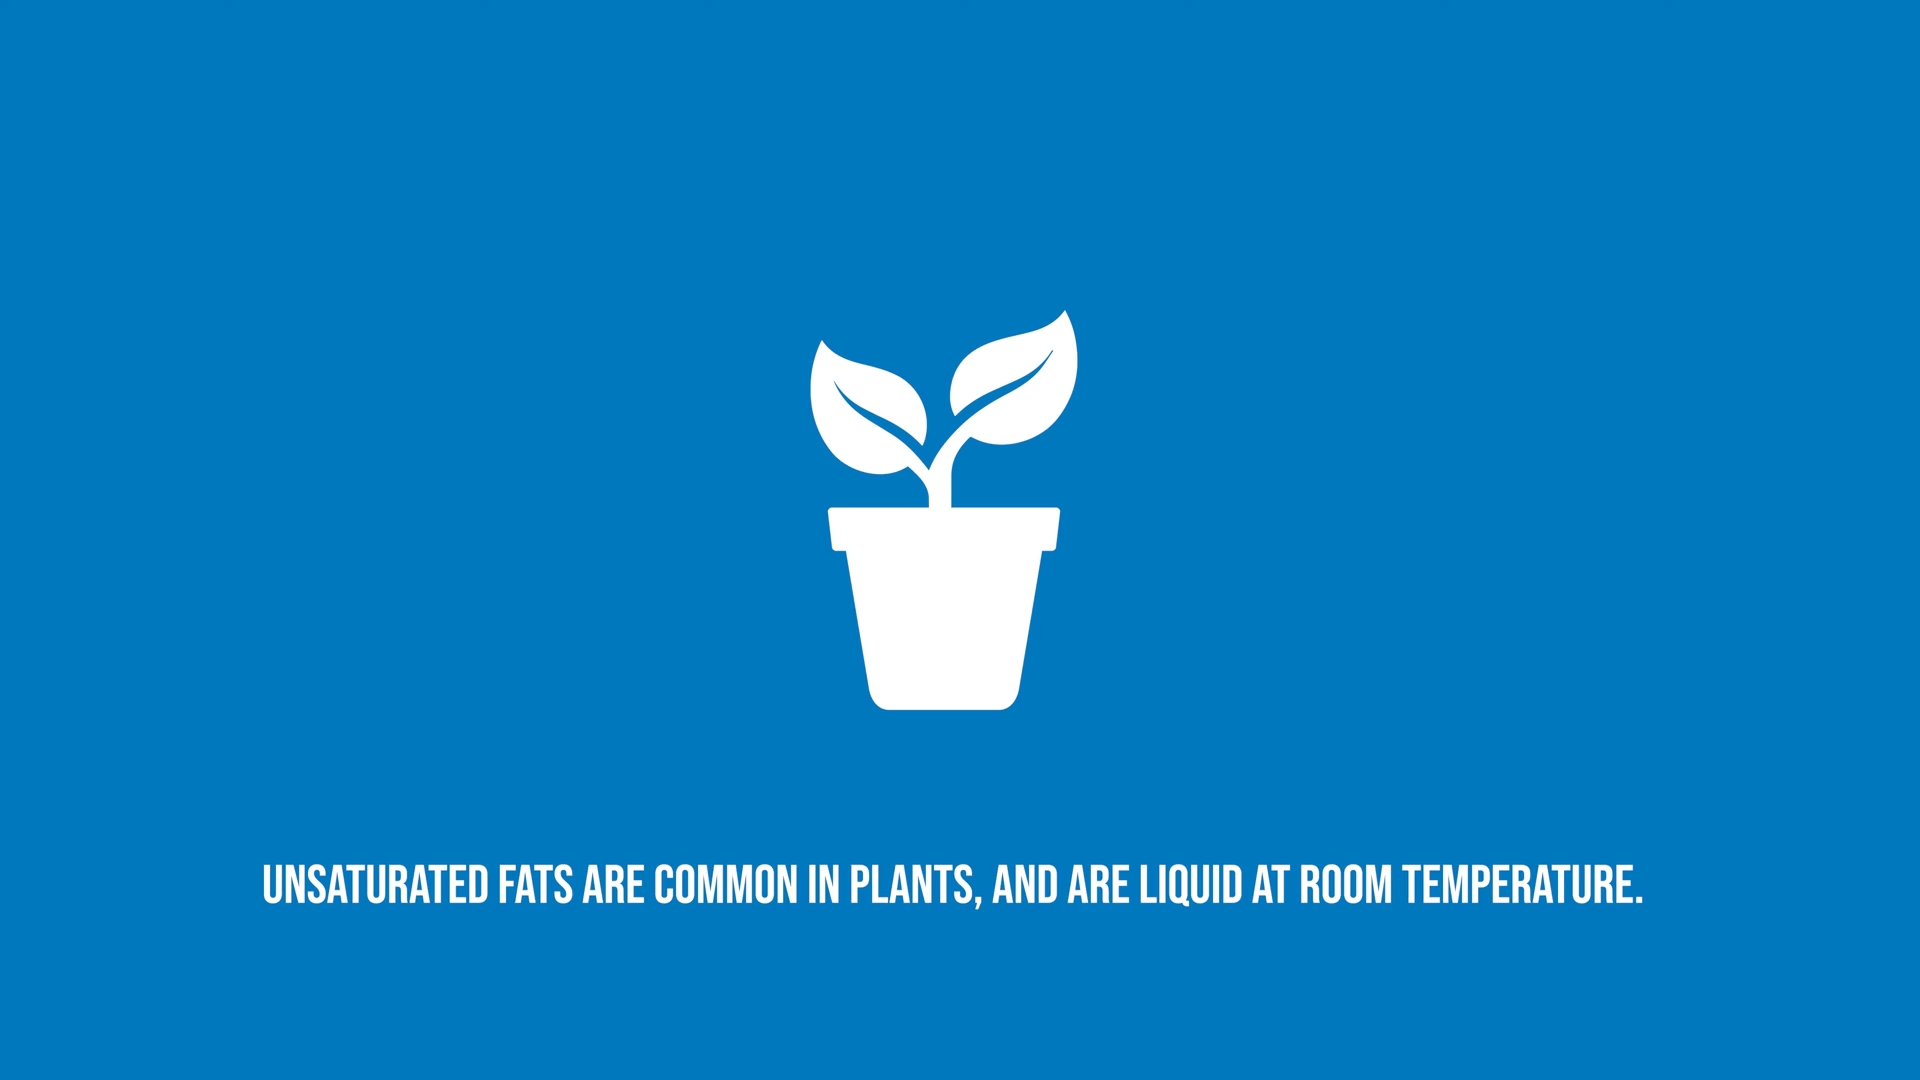 UNSATURATED FATS ARE COMMON IN PLANTS, AND ARE LIQUID AT ROOM TEMPERATURE.